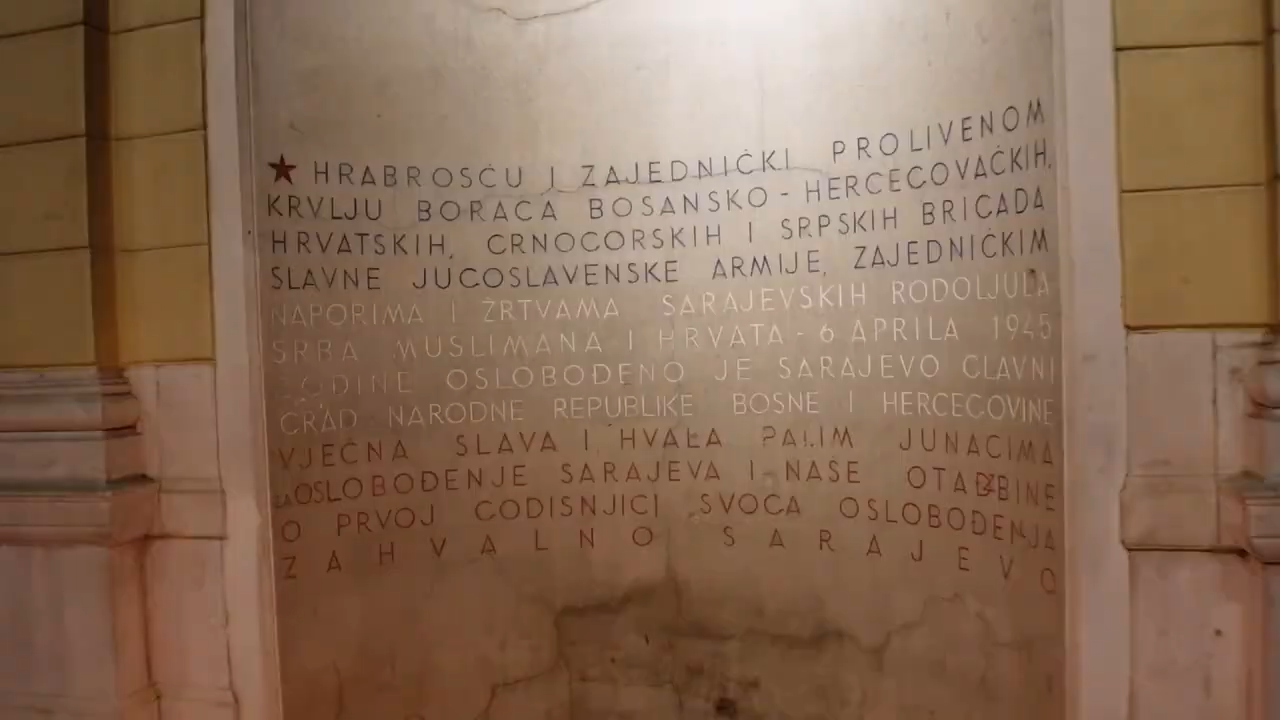 HRABROSĆU I ZAJEDNIČKI PROLIVENOM
KRVLJU BORACA BOSANSKO-HERCEGOVAČKIH,
HRVATSKIH, CRNOGORSKIH I SRPSKIH BRIGADA
SLAVNE JUGOSLAVENSKE ARMIJE, ZAJEDNIČKIM
NAPORIMA I ŽRTVAMA SARAJEVSKIH RODOLJUBA
SRBA MUSLIMANA I HRVATA - 6 APRILA 1945
GODINE OSLOBOĐENO JE SARAJEVO GLAVNI
GRAD NARODNE REPUBLIKE BOSNE I HERCEGOVINE
VJEČNA SLAVA I HVALA PALIM JUNACIMA
OSLOBOĐENJE SARAJEVA I NAŠE OTADŽBINE
O PRVOJ GODIŠNJICI SVOGA OSLOBOĐENJA
ZAHVALNO SARAJEVO